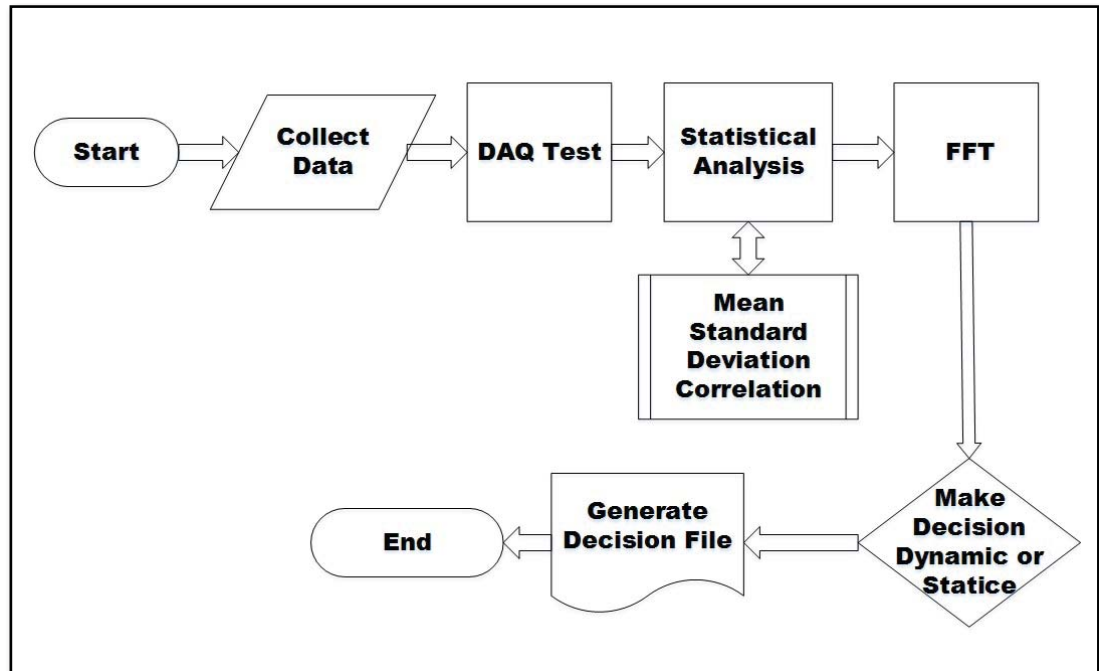 Start
Collect
Data
DAQ Test
Statistical
Analysis
FFT
Mean
Standard
Deviation
Correlation
Make
Decision
Dynamic or
Statice
Generate
Decision File
End